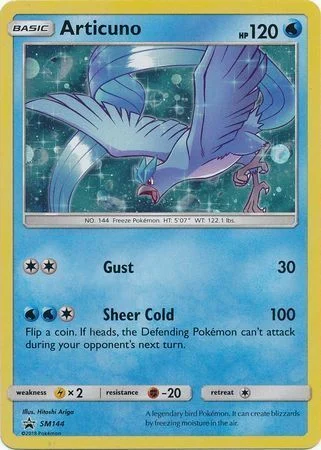 BASIC Articuno HP 120
NO. 144 Freeze Pokémon. HT: 5'07" WT: 122.1 lbs.
Gust 30
Sheer Cold 100
Flip a coin. If heads, the Defending Pokémon can't attack
during your opponent's next turn.
weakness × 2 resistance -20 retreat
Illus. Hitoshi Ariga
SM144
©2018 Pokémon
A legendary bird Pokémon. It can create blizzards
by freezing moisture in the air.